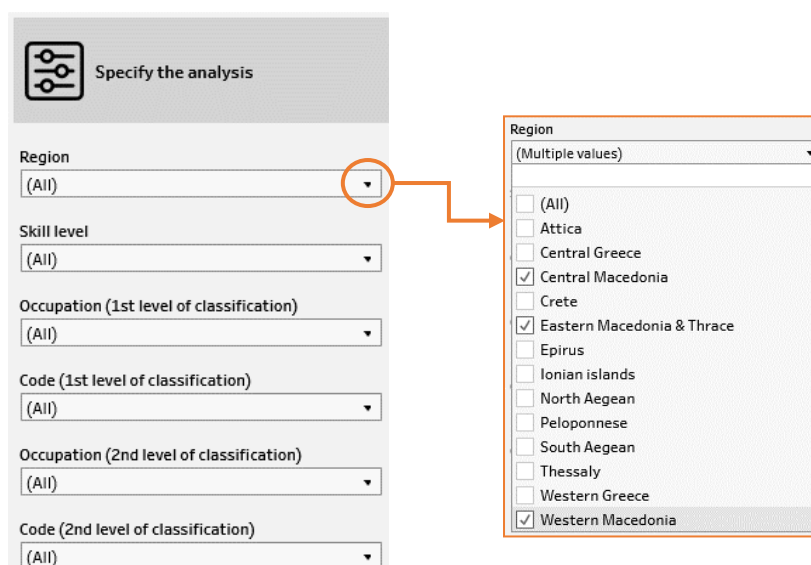 Specify the analysis
Region
(All)
Skill level
(All)
Occupation (1st level of classification)
(All)
Code (1st level of classification)
(All)
Occupation (2nd level of classification)
(All)
Code (2nd level of classification)
(All)
Region
(Multiple values)
(All)
Attica
Central Greece
Central Macedonia
Crete
Eastern Macedonia & Thrace
Epirus
Ionian islands
North Aegean
Peloponnese
South Aegean
Thessaly
Western Greece
Western Macedonia